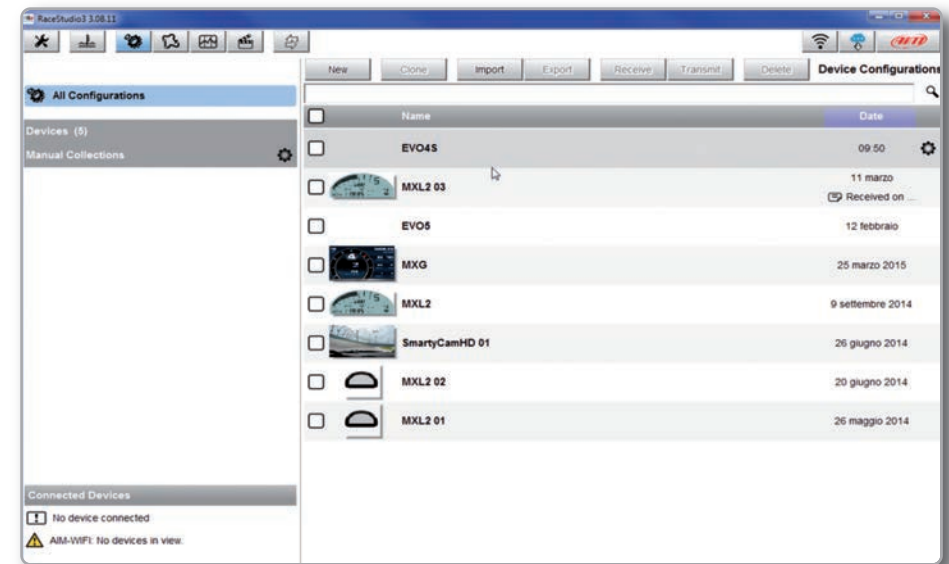 RaceStudio3 3.08.11
AiM
New Clone Import Export Receive Transmit Delete Device Configurations
All Configurations
Name Date
Devices (5)
Manual Collections
EVO4S 09:50
MXL2 03 11 marzo
Received on ...
EVO5 12 febbraio
MXG 25 marzo 2015
MXL2 9 settembre 2014
SmartyCamHD 01 26 giugno 2014
MXL2 02 20 giugno 2014
MXL2 01 26 maggio 2014
Connected Devices
No device connected
AIM-WIFI: No devices in view.